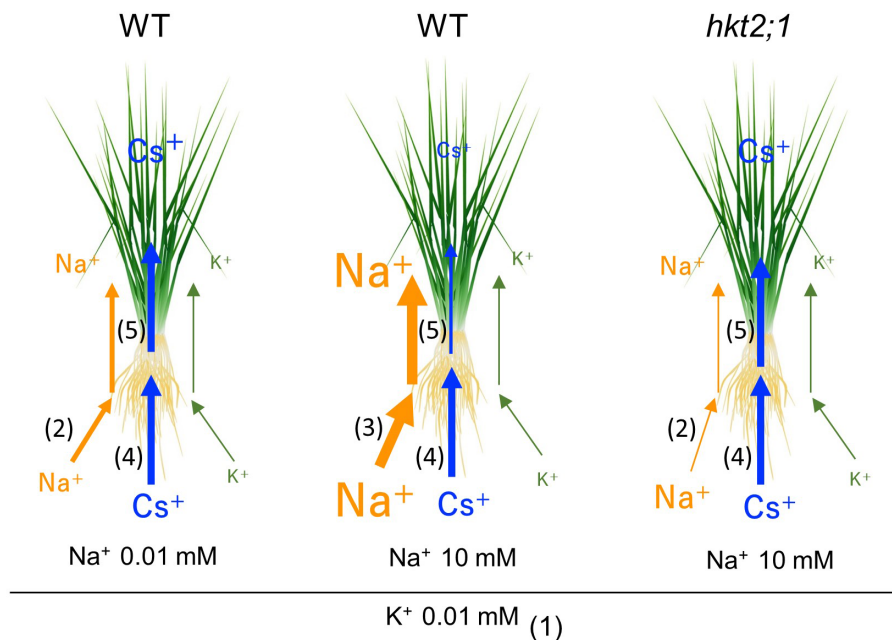 WT WT hkt2;1
Cs⁺ Cs⁺ Cs⁺
Na⁺ K⁺ Na⁺ K⁺ Na⁺ K⁺
(5) (5) (5)
(2) (4) (3) (4) (2) (4)
Na⁺ Cs⁺ K⁺ Na⁺ Cs⁺ K⁺ Na⁺ Cs⁺ K⁺
Na⁺ 0.01 mM Na⁺ 10 mM Na⁺ 10 mM
K⁺ 0.01 mM (1)